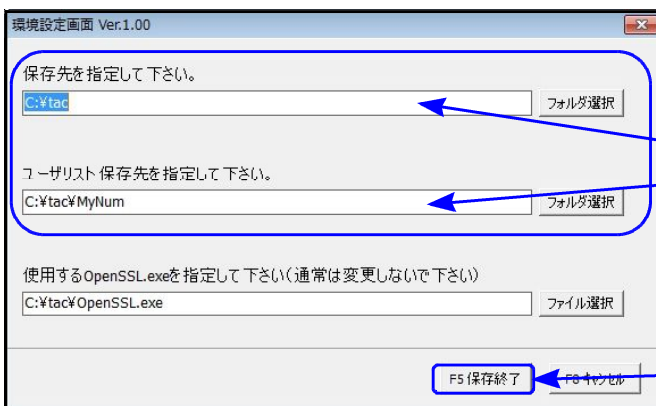 環境設定画面 Ver.1.00
保存先を指定して下さい。
C:¥tac
フォルダ選択
ユーザリスト保存先を指定して下さい。
C:¥tac¥MyNum
フォルダ選択
使用するOpenSSL.exeを指定して下さい(通常は変更しないで下さい)
C:¥tac¥OpenSSL.exe
ファイル選択
F5 保存終了
F8 キャンセル